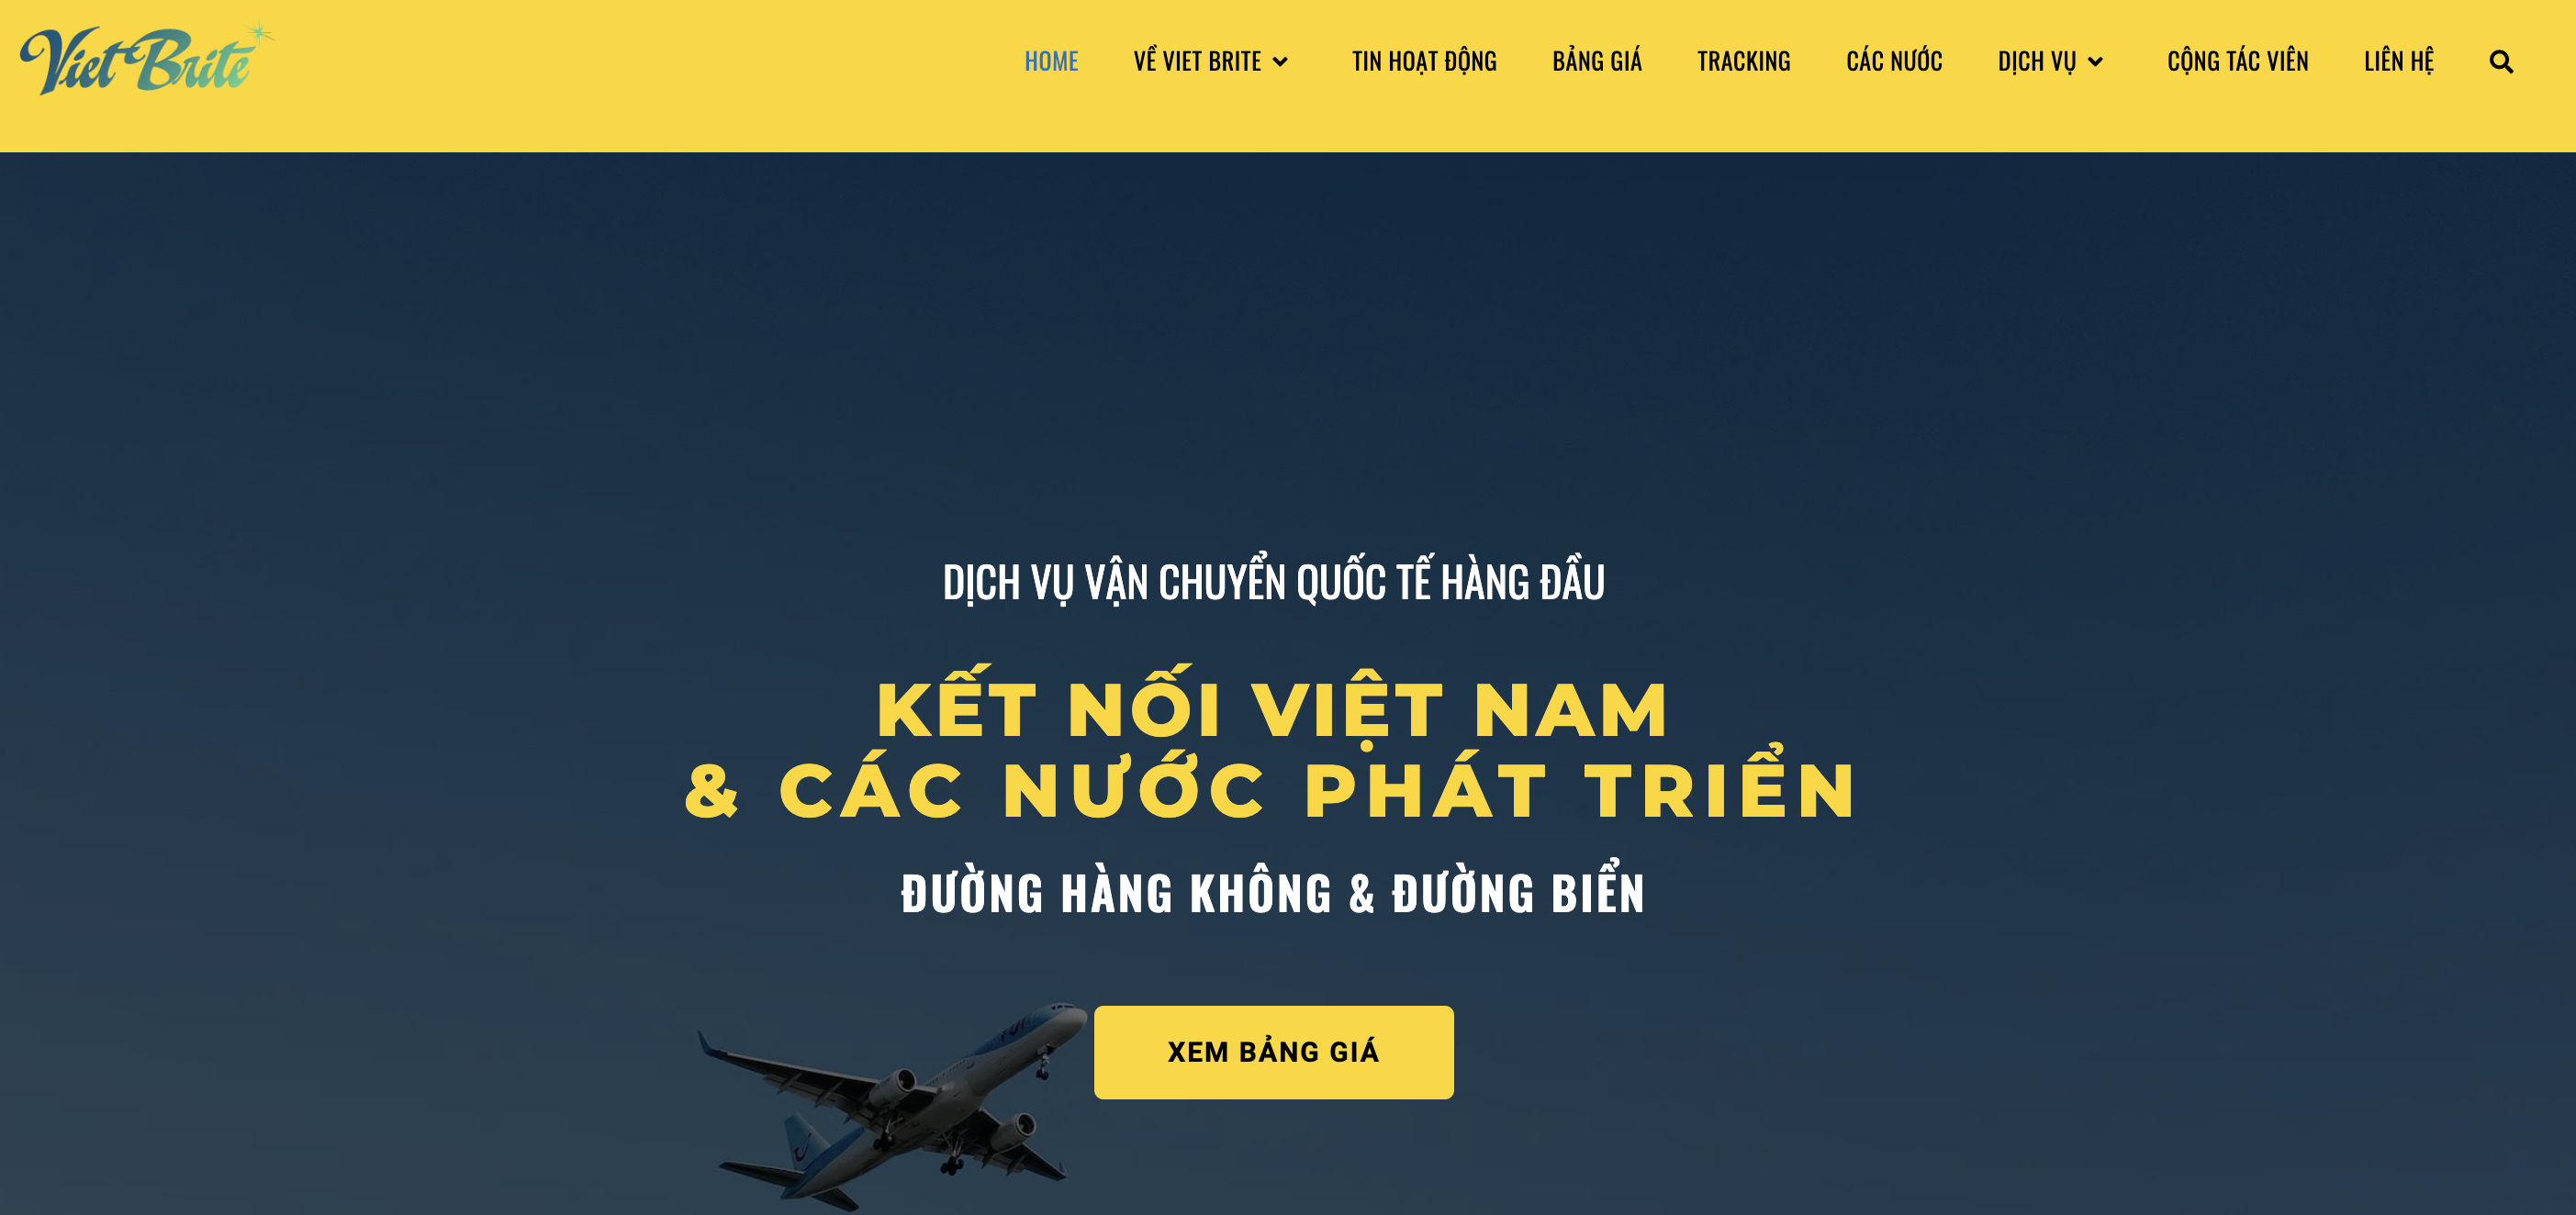 Viet Brite
HOME VỀ VIET BRITE TIN HOẠT ĐỘNG BẢNG GIÁ TRACKING CÁC NƯỚC DỊCH VỤ CỘNG TÁC VIÊN LIÊN HỆ
DỊCH VỤ VẬN CHUYỂN QUỐC TẾ HÀNG ĐẦU
KẾT NỐI VIỆT NAM
& CÁC NƯỚC PHÁT TRIỂN
ĐƯỜNG HÀNG KHÔNG & ĐƯỜNG BIỂN
XEM BẢNG GIÁ